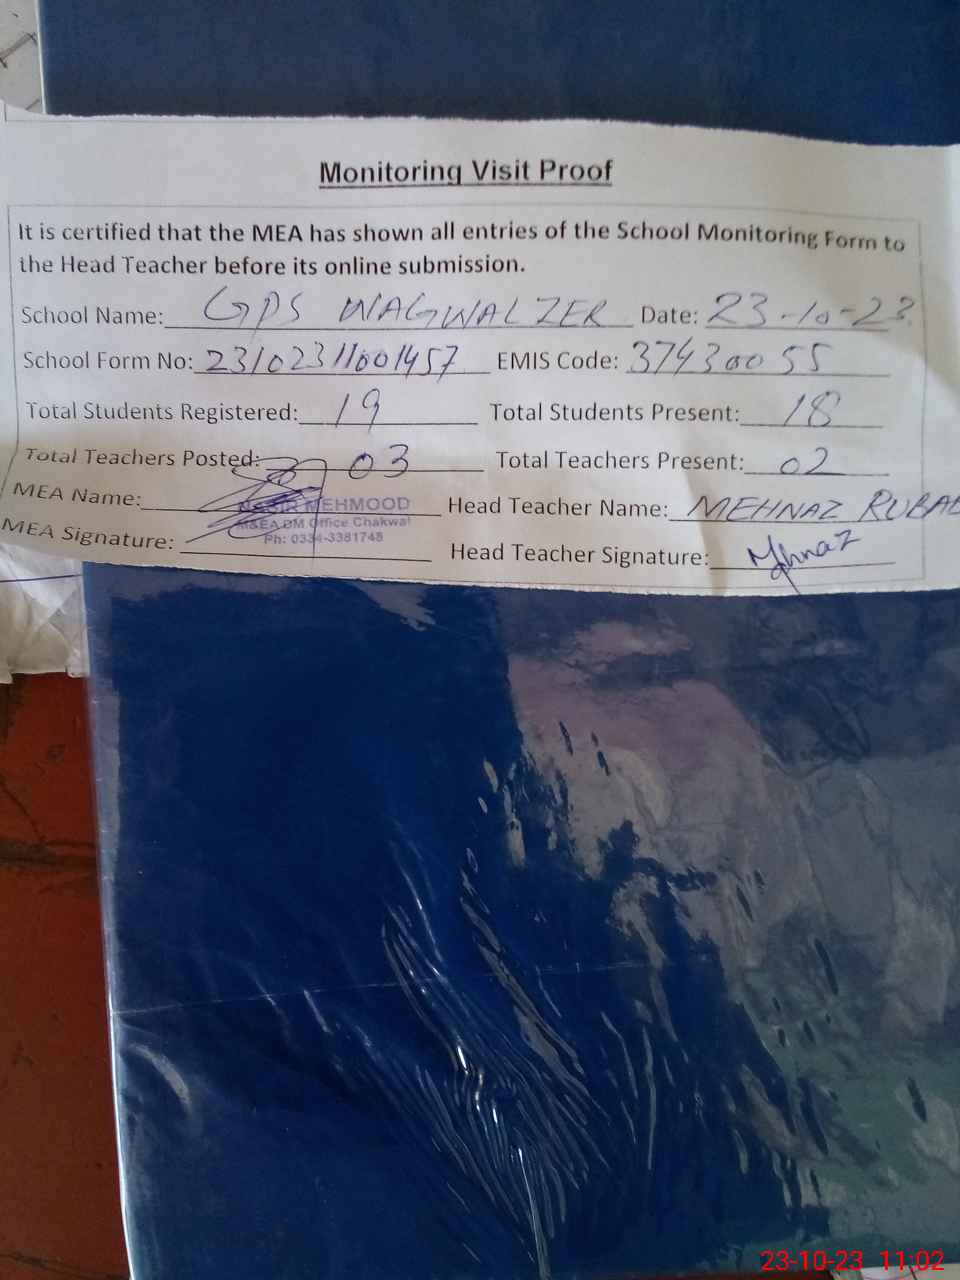 Monitoring Visit Proof
It is certified that the MEA has shown all entries of the School Monitoring Form to
the Head Teacher before its online submission.
School Name: GPS WAGWALZER Date: 23-10-23
School Form No: 23102311001457 EMIS Code: 37430055
Total Students Registered: 19 Total Students Present: 18
Total Teachers Posted: 03 Total Teachers Present: 02
MEA Name: NASIR MEHMOOD Head Teacher Name: MEHNAZ RUBAB
M&EA DM Office Chakwal
Ph: 0334-3381748
MEA Signature: Head Teacher Signature: Mehnaz
23-10-23 11:02